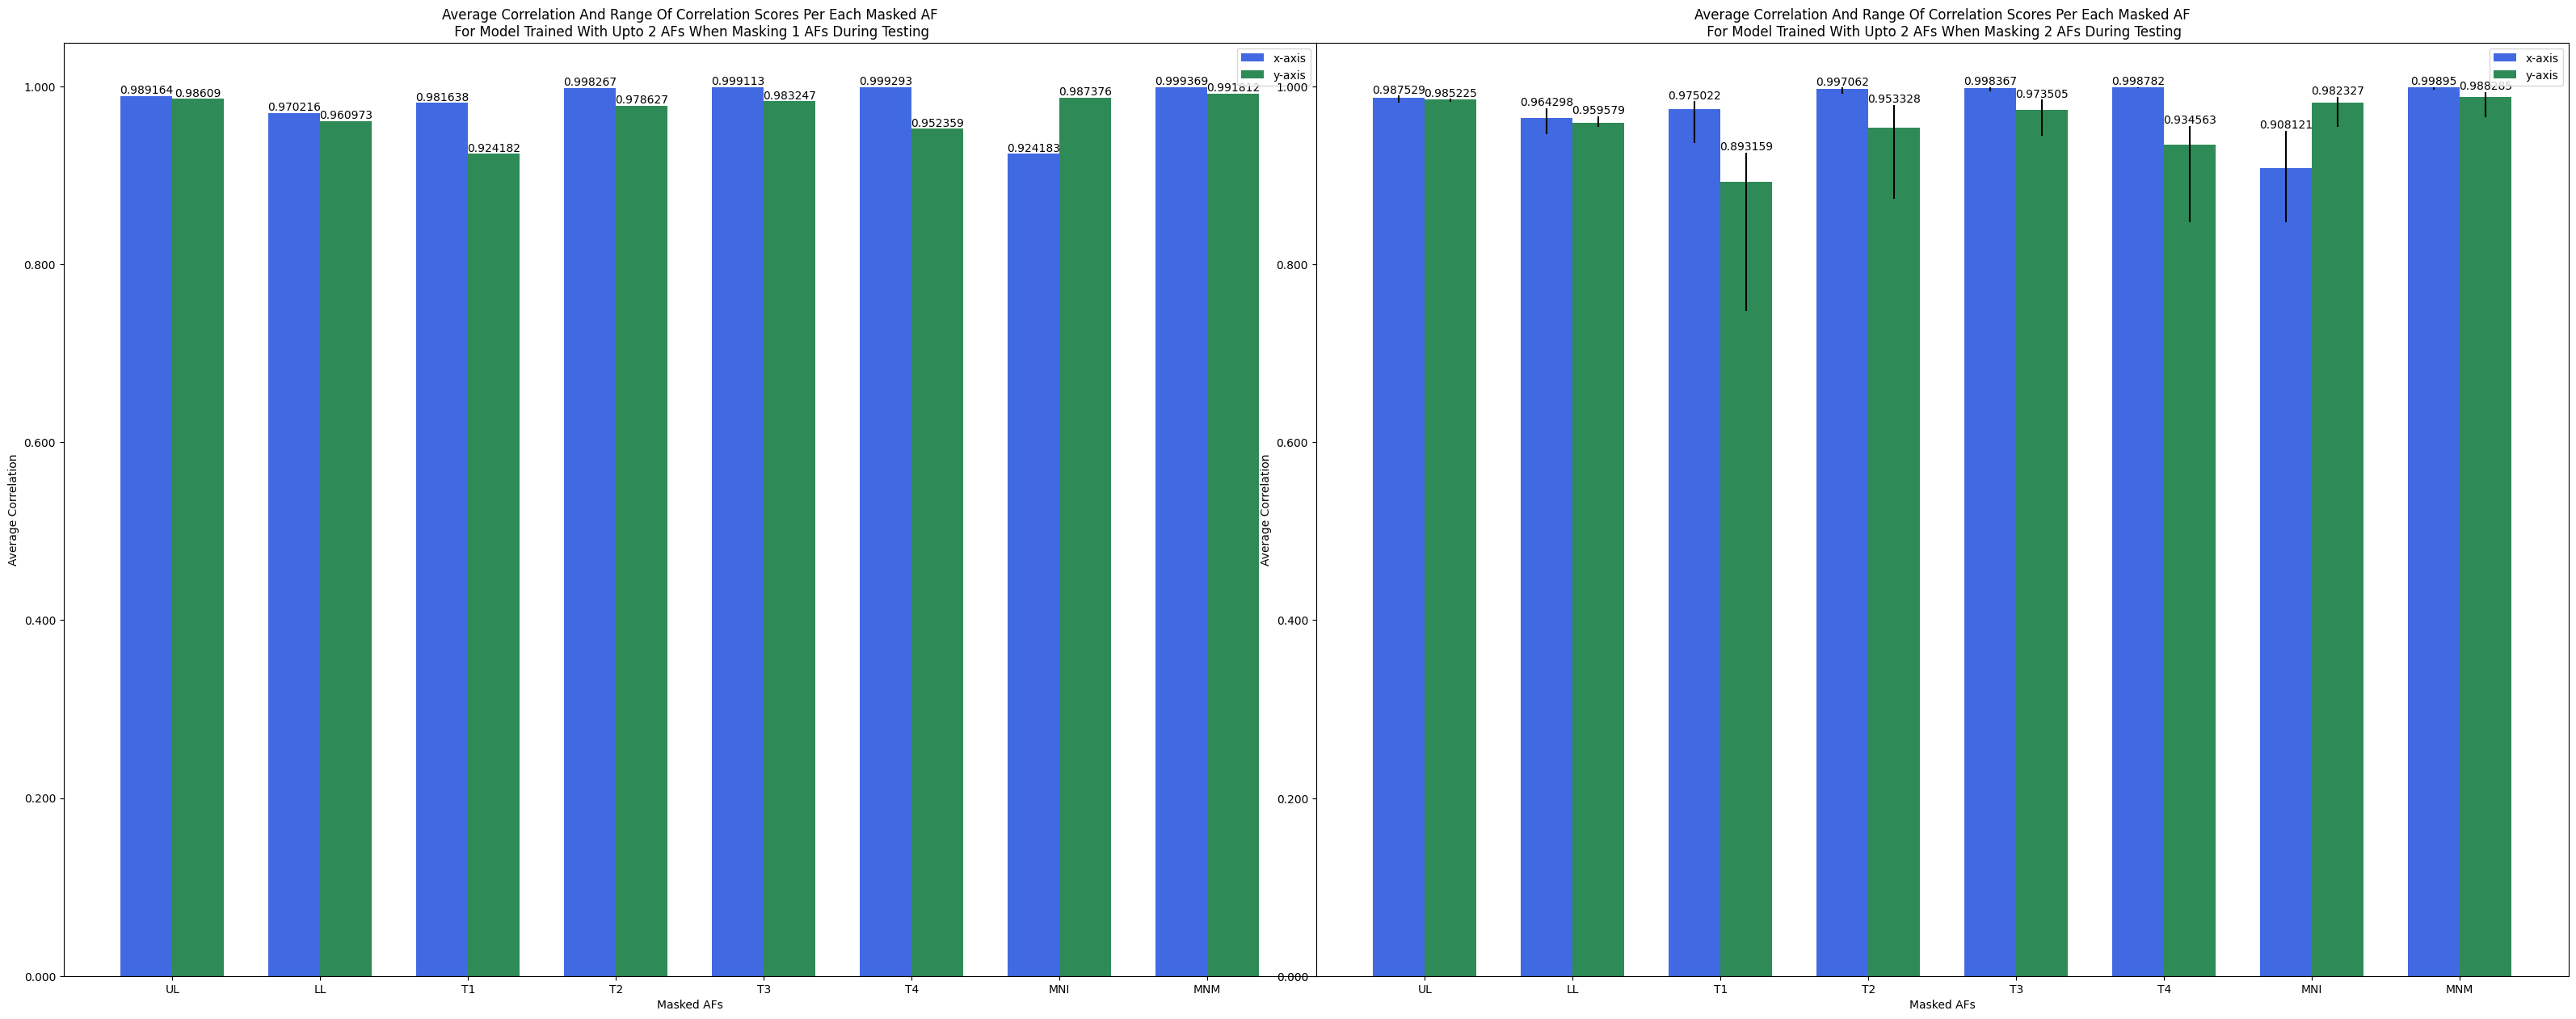 Average Correlation And Range Of Correlation Scores Per Each Masked AF
For Model Trained With Upto 2 AFs When Masking 1 AFs During Testing
x-axis
y-axis
0.989164
0.98609
0.970216
0.960973
0.981638
0.924182
0.998267
0.978627
0.999113
0.983247
0.999293
0.952359
0.924183
0.987376
0.999369
0.991812
1.000
0.800
0.600
0.400
0.200
0.000
Average Correlation
UL
LL
T1
T2
T3
T4
MNI
MNM
Masked AFs
Average Correlation And Range Of Correlation Scores Per Each Masked AF
For Model Trained With Upto 2 AFs When Masking 2 AFs During Testing
x-axis
y-axis
0.987529
0.985225
0.964298
0.959579
0.975022
0.893159
0.997062
0.953328
0.998367
0.973505
0.998782
0.934563
0.908121
0.982327
0.99895
0.988285
1.000
0.800
0.600
0.400
0.200
0.000
Average Correlation
UL
LL
T1
T2
T3
T4
MNI
MNM
Masked AFs